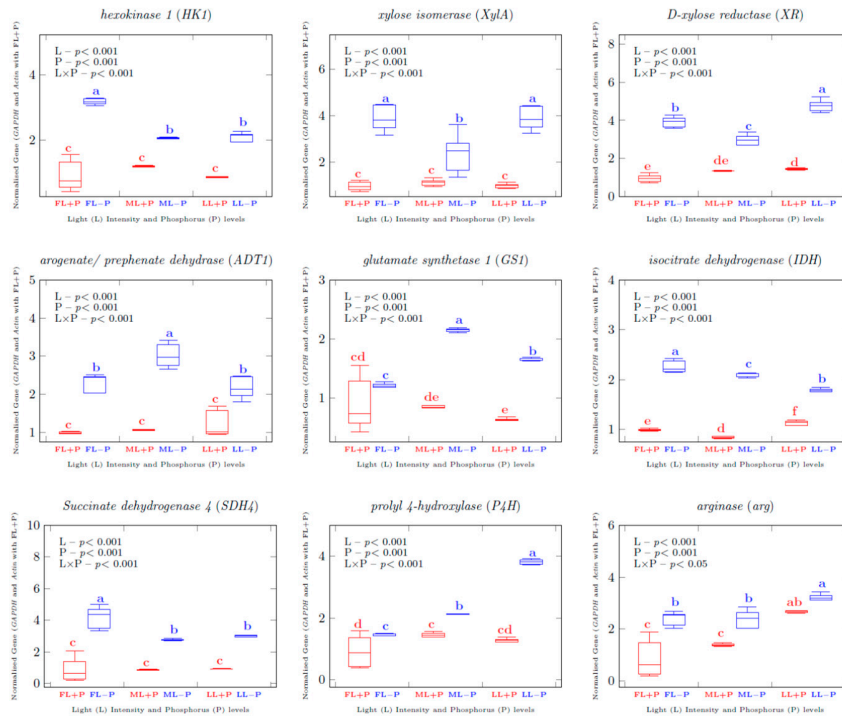 hexokinase 1 (HK1)
Normalised Gene (GAPDH and Actin with FL+P)
4
2
L – p< 0.001
P – p< 0.001
L×P – p< 0.001
c a c b c b
FL+P FL−P ML+P ML−P LL+P LL−P
Light (L) Intensity and Phosphorus (P) levels
xylose isomerase (XylA)
Normalised Gene (GAPDH and Actin with FL+P)
6
4
2
L – p< 0.001
P – p< 0.001
L×P – p< 0.001
c a c b c a
FL+P FL−P ML+P ML−P LL+P LL−P
Light (L) Intensity and Phosphorus (P) levels
D-xylose reductase (XR)
Normalised Gene (GAPDH and Actin with FL+P)
8
6
4
2
0
L – p< 0.001
P – p< 0.001
L×P – p< 0.001
e b de c d a
FL+P FL−P ML+P ML−P LL+P LL−P
Light (L) Intensity and Phosphorus (P) levels
arogenate/ prephenate dehydrase (ADT1)
Normalised Gene (GAPDH and Actin with FL+P)
5
4
3
2
1
L – p< 0.001
P – p< 0.001
L×P – p< 0.001
c b c a c b
FL+P FL−P ML+P ML−P LL+P LL−P
Light (L) Intensity and Phosphorus (P) levels
glutamate synthetase 1 (GS1)
Normalised Gene (GAPDH and Actin with FL+P)
3
2
1
L – p< 0.001
P – p< 0.001
L×P – p< 0.001
cd c de a e b
FL+P FL−P ML+P ML−P LL+P LL−P
Light (L) Intensity and Phosphorus (P) levels
isocitrate dehydrogenase (IDH)
Normalised Gene (GAPDH and Actin with FL+P)
4
3
2
1
L – p< 0.001
P – p< 0.001
L×P – p< 0.001
e a d c f b
FL+P FL−P ML+P ML−P LL+P LL−P
Light (L) Intensity and Phosphorus (P) levels
Succinate dehydrogenase 4 (SDH4)
Normalised Gene (GAPDH and Actin with FL+P)
10
8
6
4
2
0
L – p< 0.001
P – p< 0.001
L×P – p< 0.001
c a c b c b
FL+P FL−P ML+P ML−P LL+P LL−P
Light (L) Intensity and Phosphorus (P) levels
prolyl 4-hydroxylase (P4H)
Normalised Gene (GAPDH and Actin with FL+P)
4
2
0
L – p< 0.001
P – p< 0.001
L×P – p< 0.001
d c c b cd a
FL+P FL−P ML+P ML−P LL+P LL−P
Light (L) Intensity and Phosphorus (P) levels
arginase (arg)
Normalised Gene (GAPDH and Actin with FL+P)
6
4
2
0
L – p< 0.001
P – p< 0.001
L×P – p< 0.05
c b c b ab a
FL+P FL−P ML+P ML−P LL+P LL−P
Light (L) Intensity and Phosphorus (P) levels